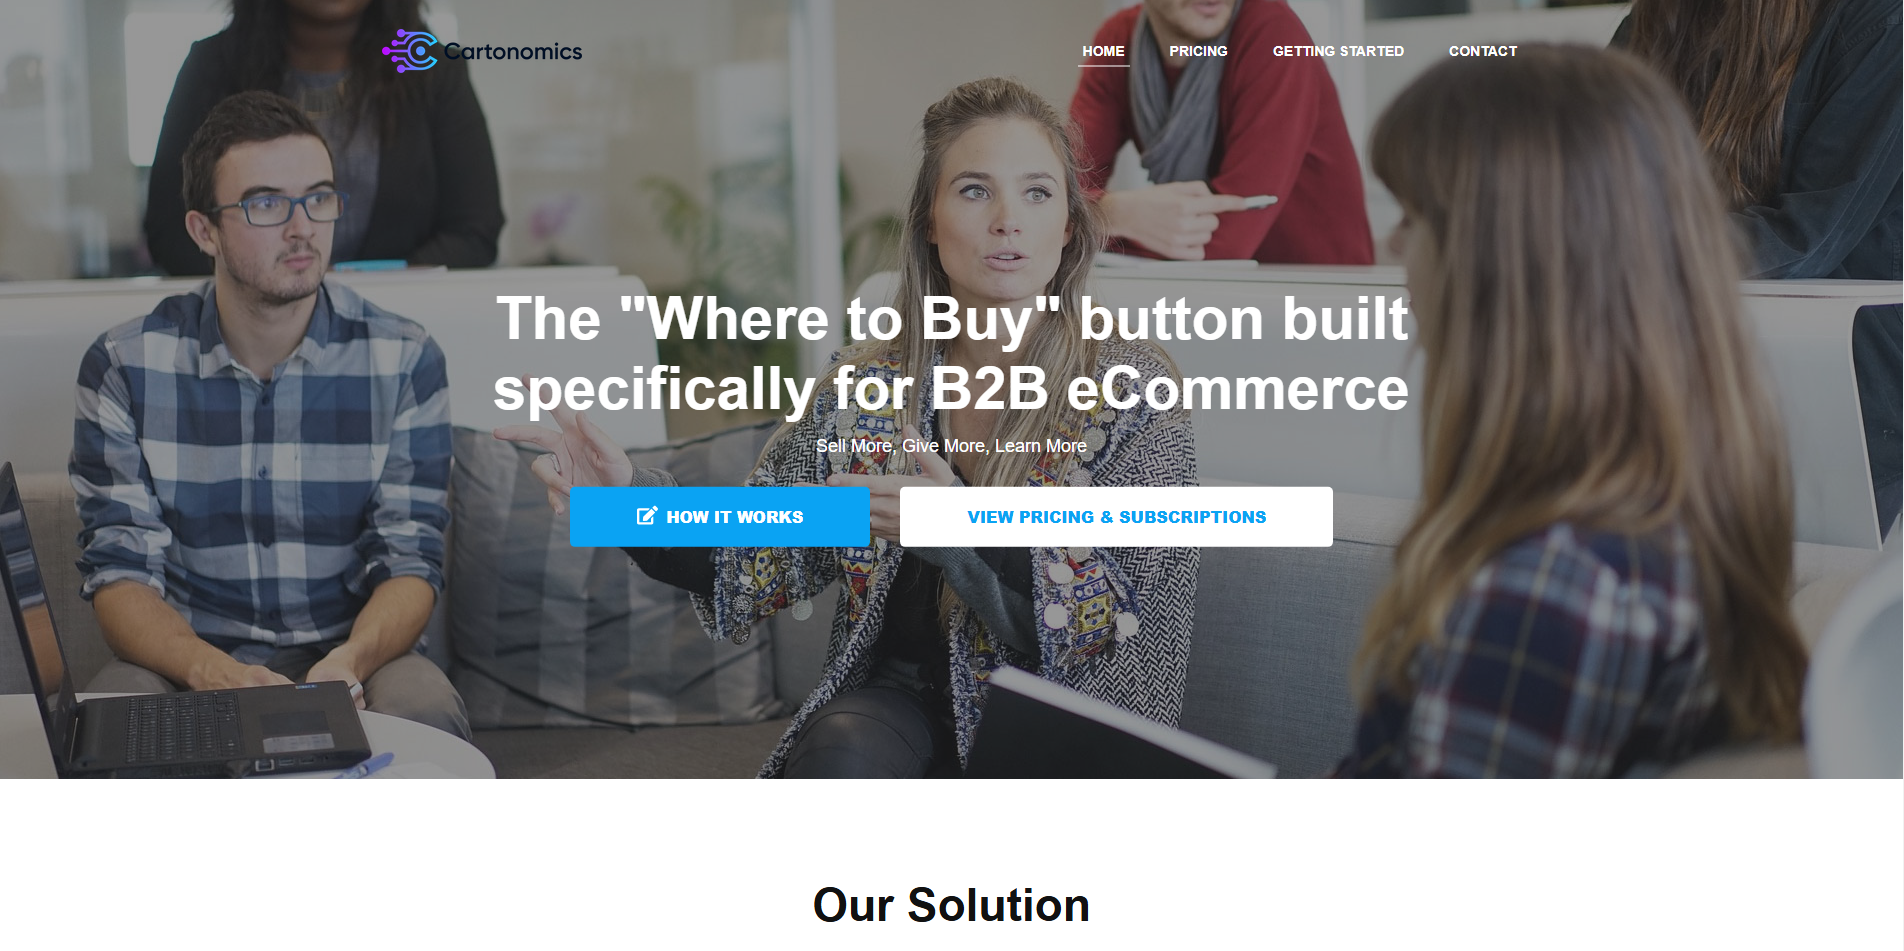 Cartonomics
HOME
PRICING
GETTING STARTED
CONTACT
The "Where to Buy" button built
specifically for B2B eCommerce
Sell More, Give More, Learn More
HOW IT WORKS
VIEW PRICING & SUBSCRIPTIONS
Our Solution